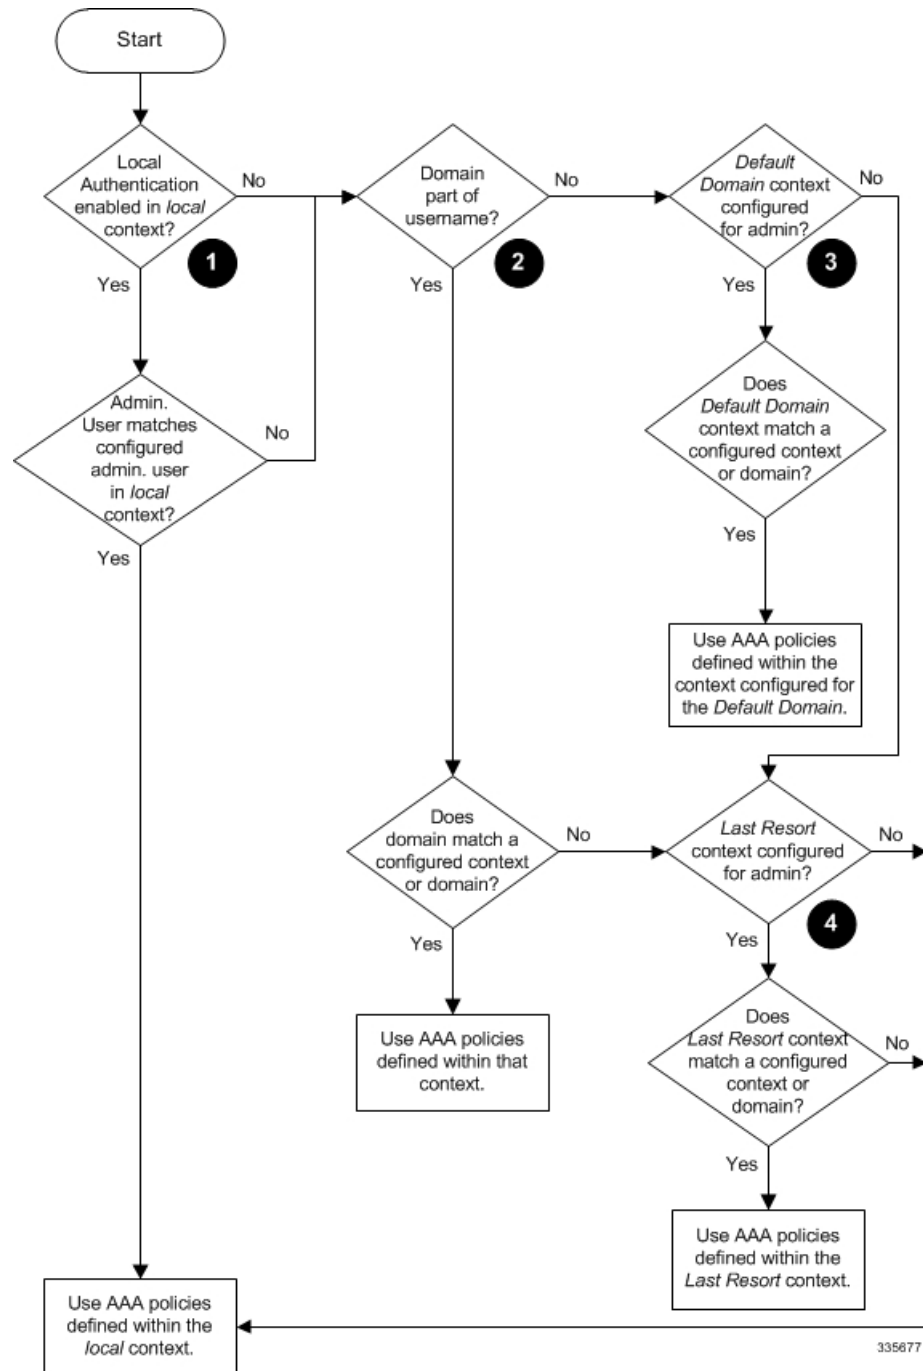 Start
Local
Authentication
enabled in local
context?
No
1
Yes
Domain
part of
username?
No
2
Yes
Default
Domain context
configured
for admin?
No
3
Yes
Admin.
User matches
configured
admin. user
in local
context?
No
Yes
Does
Default Domain
context match a
configured context
or domain?
Yes
Use AAA policies
defined within the
context configured for
the Default Domain.
Does
domain match a
configured context
or domain?
No
Yes
Last Resort
context configured
for admin?
No
4
Yes
Use AAA policies
defined within that
context.
Does
Last Resort context
match a configured
context or
domain?
No
Yes
Use AAA policies
defined within the
Last Resort context.
Use AAA policies
defined within the
local context.
335677